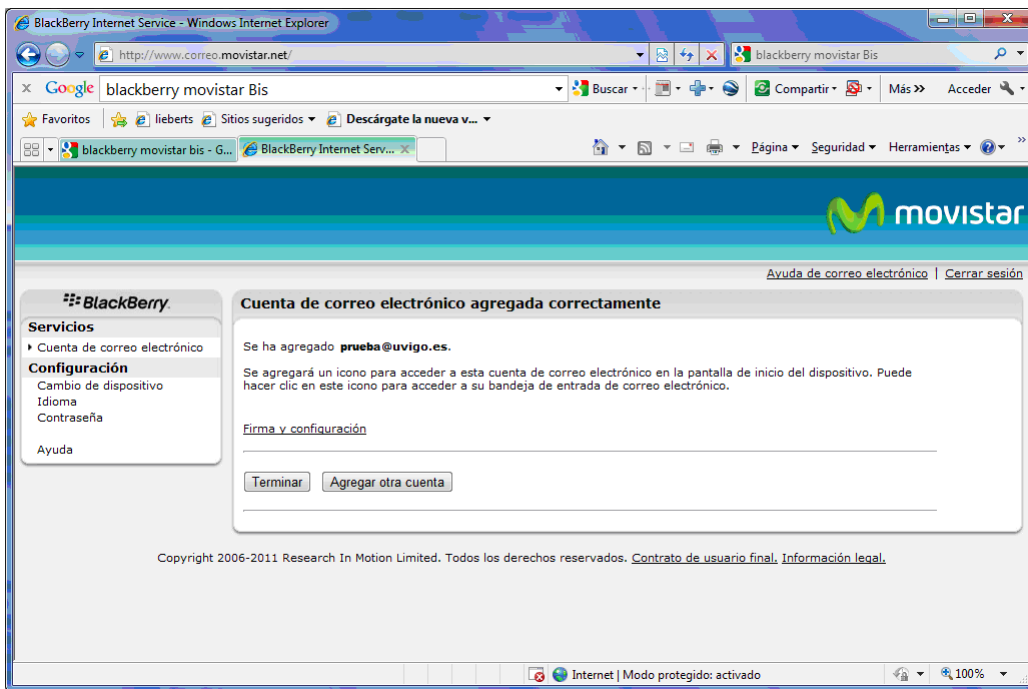 BlackBerry Internet Service - Windows Internet Explorer
http://www.correo.movistar.net/
blackberry movistar Bis
x Google blackberry movistar Bis Buscar Compartir Más >> Acceder
Favoritos lieberts Sitios sugeridos Descárgate la nueva v...
blackberry movistar bis - G... BlackBerry Internet Serv... Página Seguridad Herramientas >>
movistar
Ayuda de correo electrónico | Cerrar sesión
BlackBerry.
Servicios
Cuenta de correo electrónico
Configuración
Cambio de dispositivo
Idioma
Contraseña
Ayuda
Cuenta de correo electrónico agregada correctamente
Se ha agregado prueba@uvigo.es.
Se agregará un icono para acceder a esta cuenta de correo electrónico en la pantalla de inicio del dispositivo. Puede
hacer clic en este icono para acceder a su bandeja de entrada de correo electrónico.
Firma y configuración
Terminar Agregar otra cuenta
Copyright 2006-2011 Research In Motion Limited. Todos los derechos reservados. Contrato de usuario final. Información legal.
Internet | Modo protegido: activado 100%